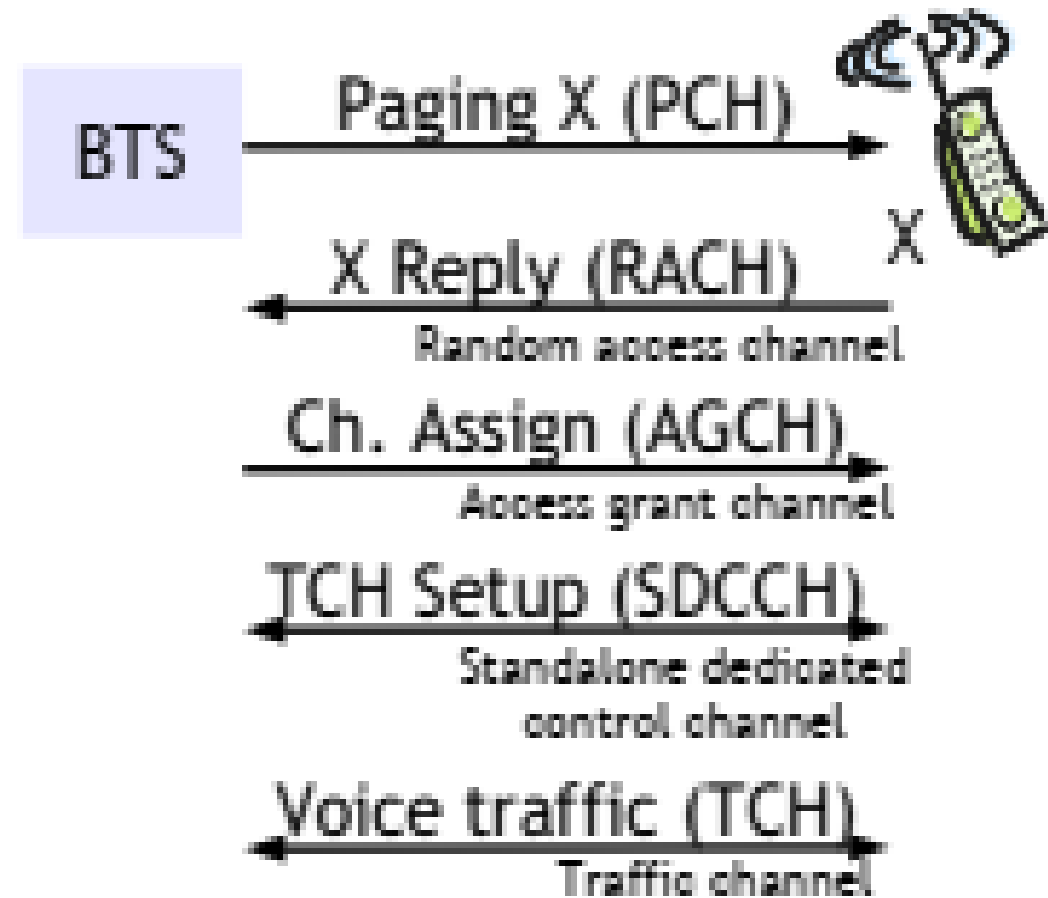 Paging X (PCH)
BTS
X
X Reply (RACH)
Random access channel
Ch. Assign (AGCH)
Access grant channel
TCH Setup (SDCCH)
Standalone dedicated
control channel
Voice traffic (TCH)
Traffic channel